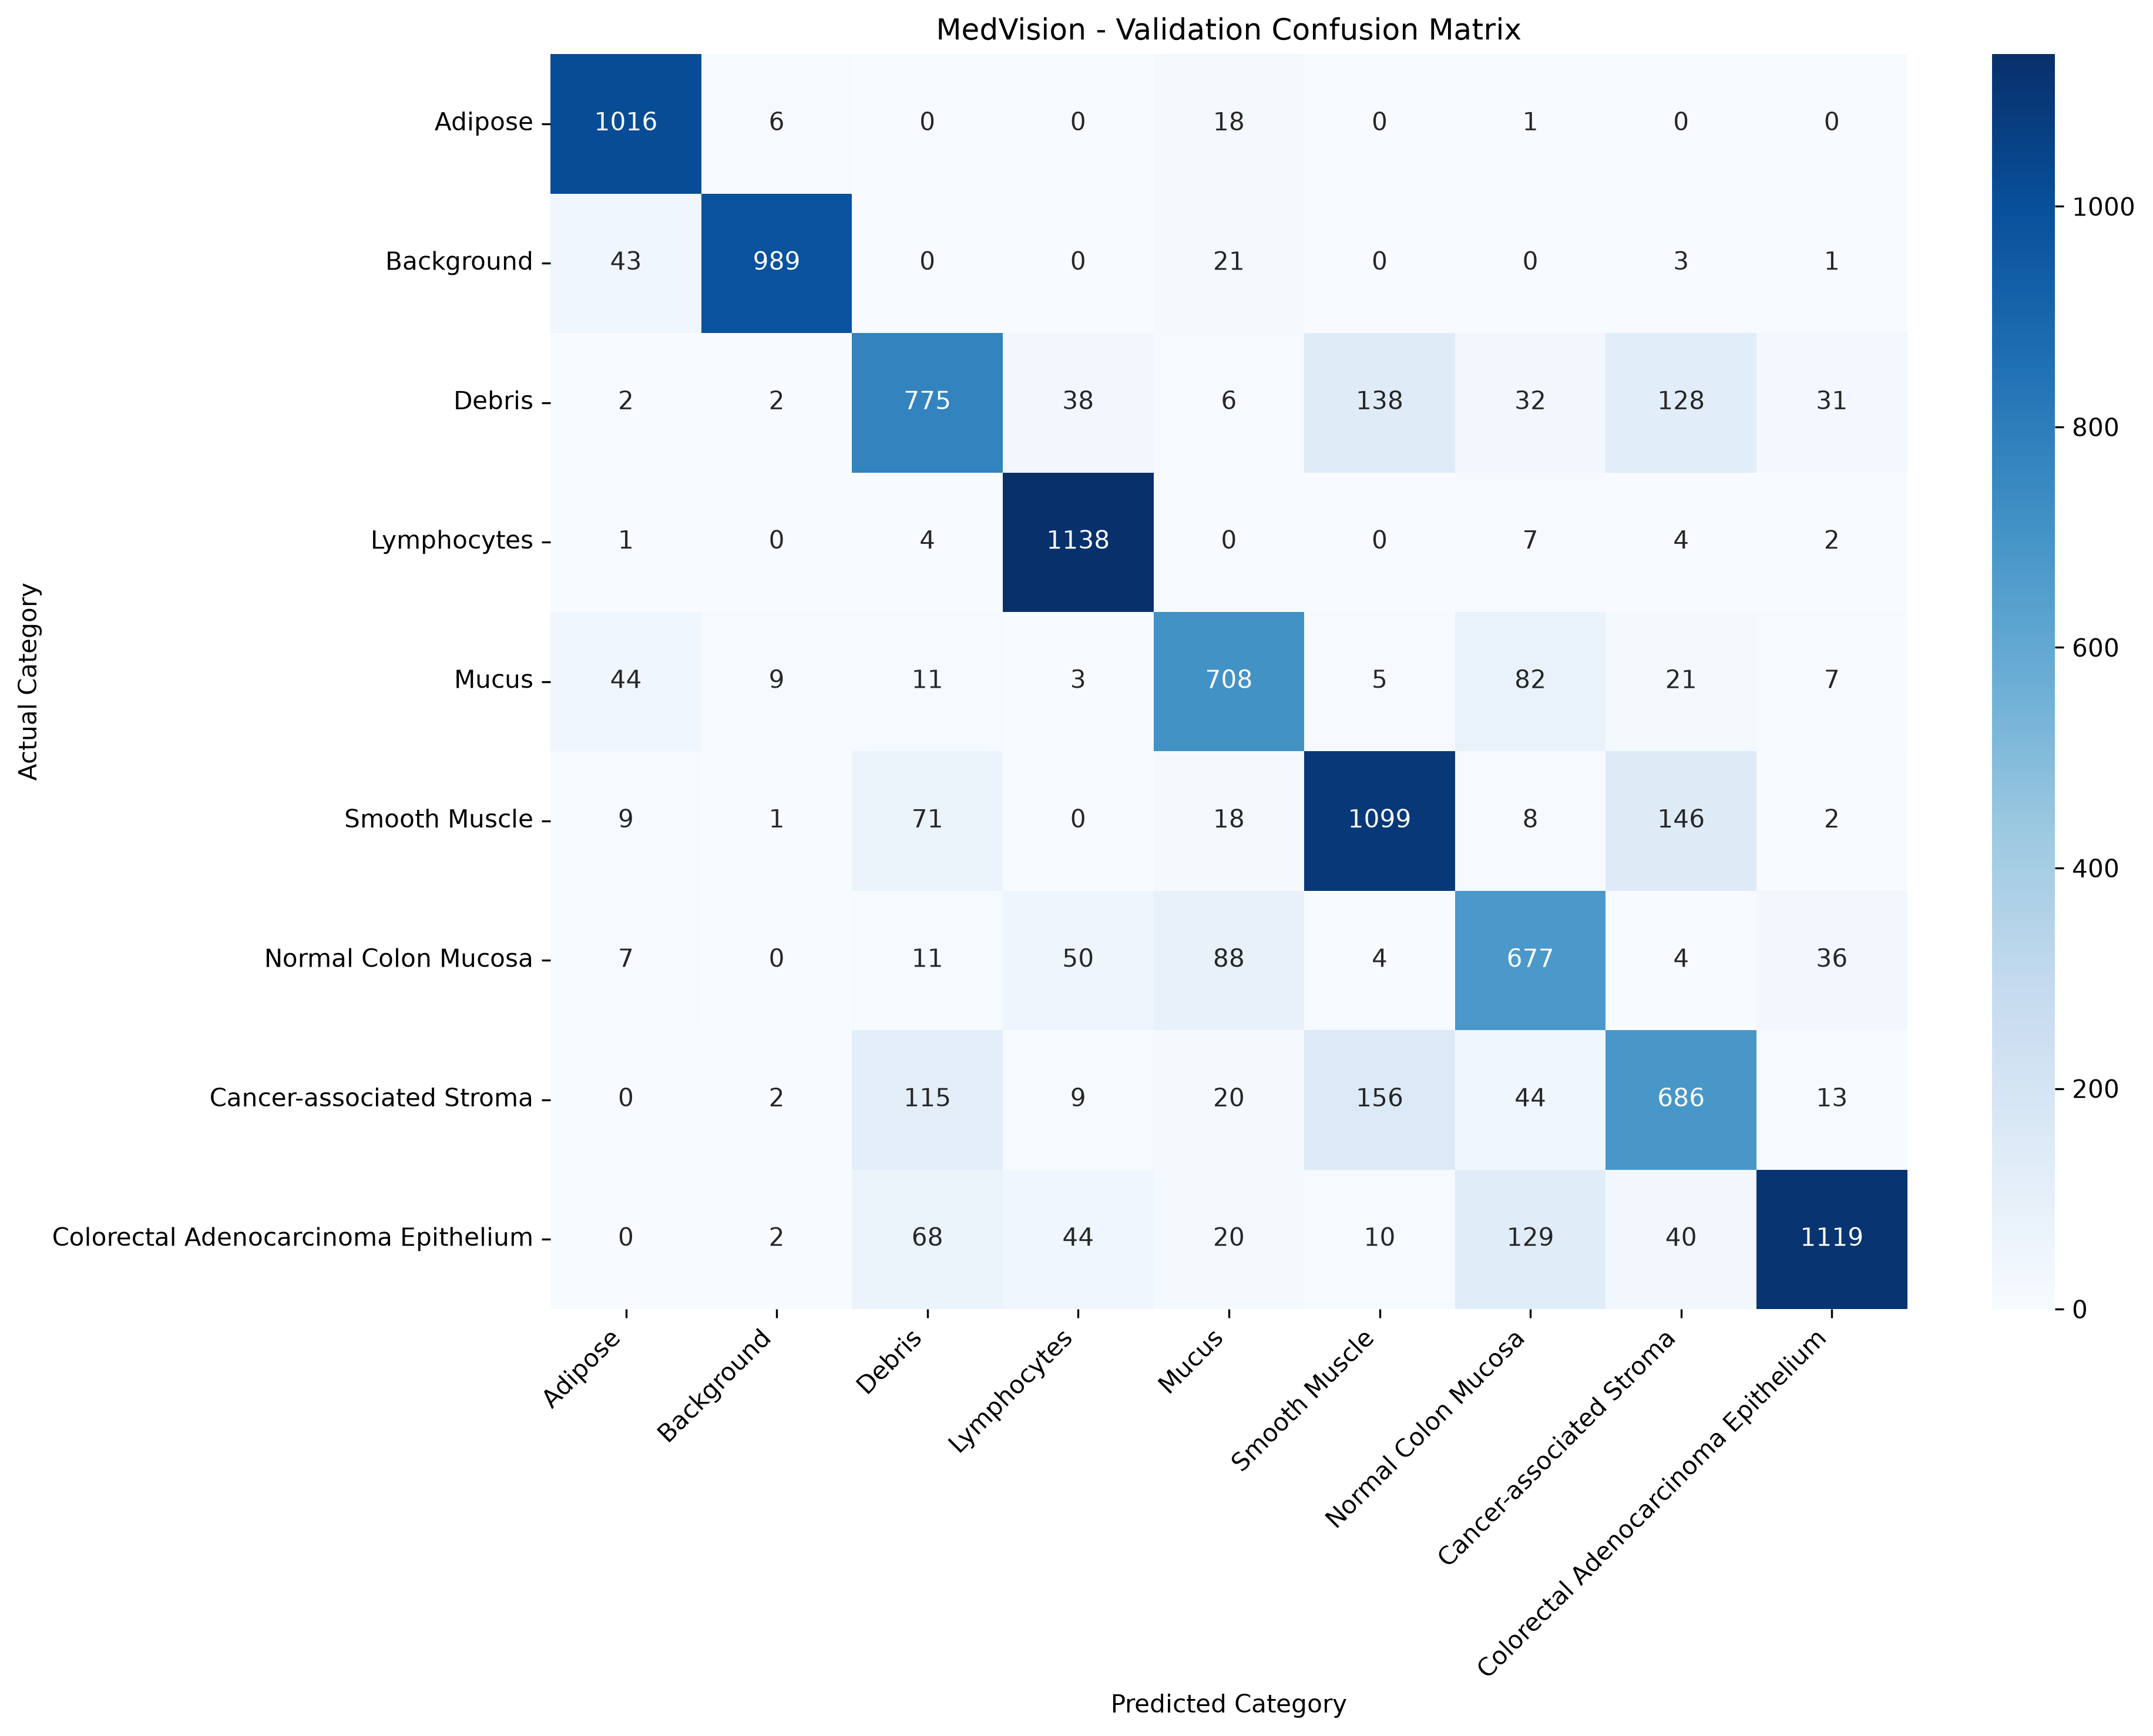 MedVision - Validation Confusion Matrix
Adipose 1016 6 0 0 18 0 1 0 0
Background 43 989 0 0 21 0 0 3 1
Debris 2 2 775 38 6 138 32 128 31
Lymphocytes 1 0 4 1138 0 0 7 4 2
Mucus 44 9 11 3 708 5 82 21 7
Smooth Muscle 9 1 71 0 18 1099 8 146 2
Normal Colon Mucosa 7 0 11 50 88 4 677 4 36
Cancer-associated Stroma 0 2 115 9 20 156 44 686 13
Colorectal Adenocarcinoma Epithelium 0 2 68 44 20 10 129 40 1119
Actual Category
Adipose
Background
Debris
Lymphocytes
Mucus
Smooth Muscle
Normal Colon Mucosa
Cancer-associated Stroma
Colorectal Adenocarcinoma Epithelium
Predicted Category
1000
800
600
400
200
0